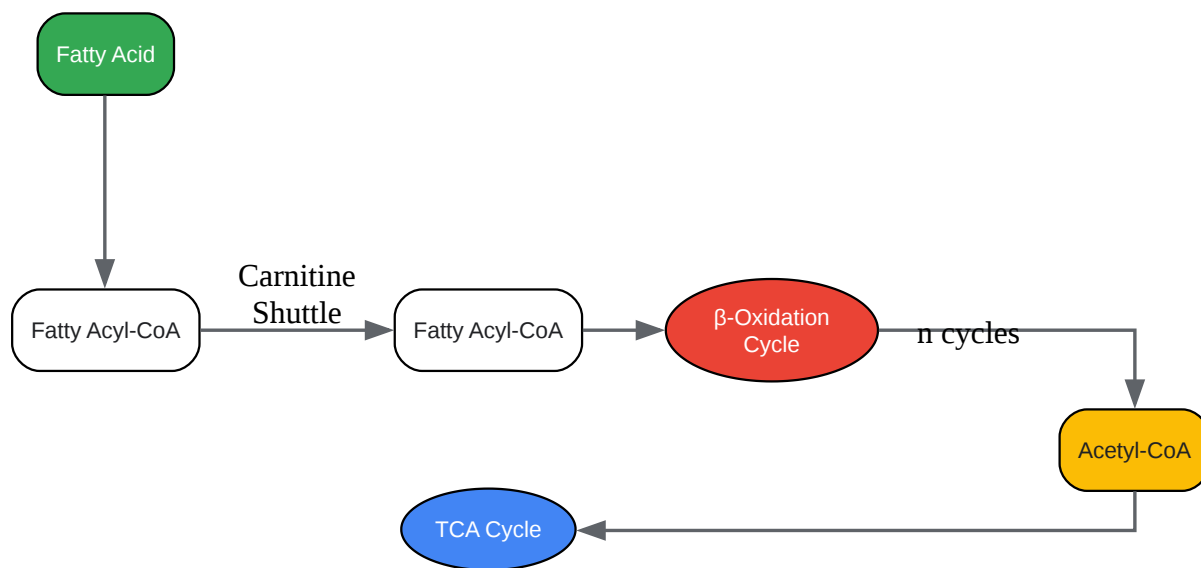 Fatty Acid
Carnitine
Shuttle
Fatty Acyl-CoA
Fatty Acyl-CoA
β-Oxidation
Cycle
n cycles
Acetyl-CoA
TCA Cycle